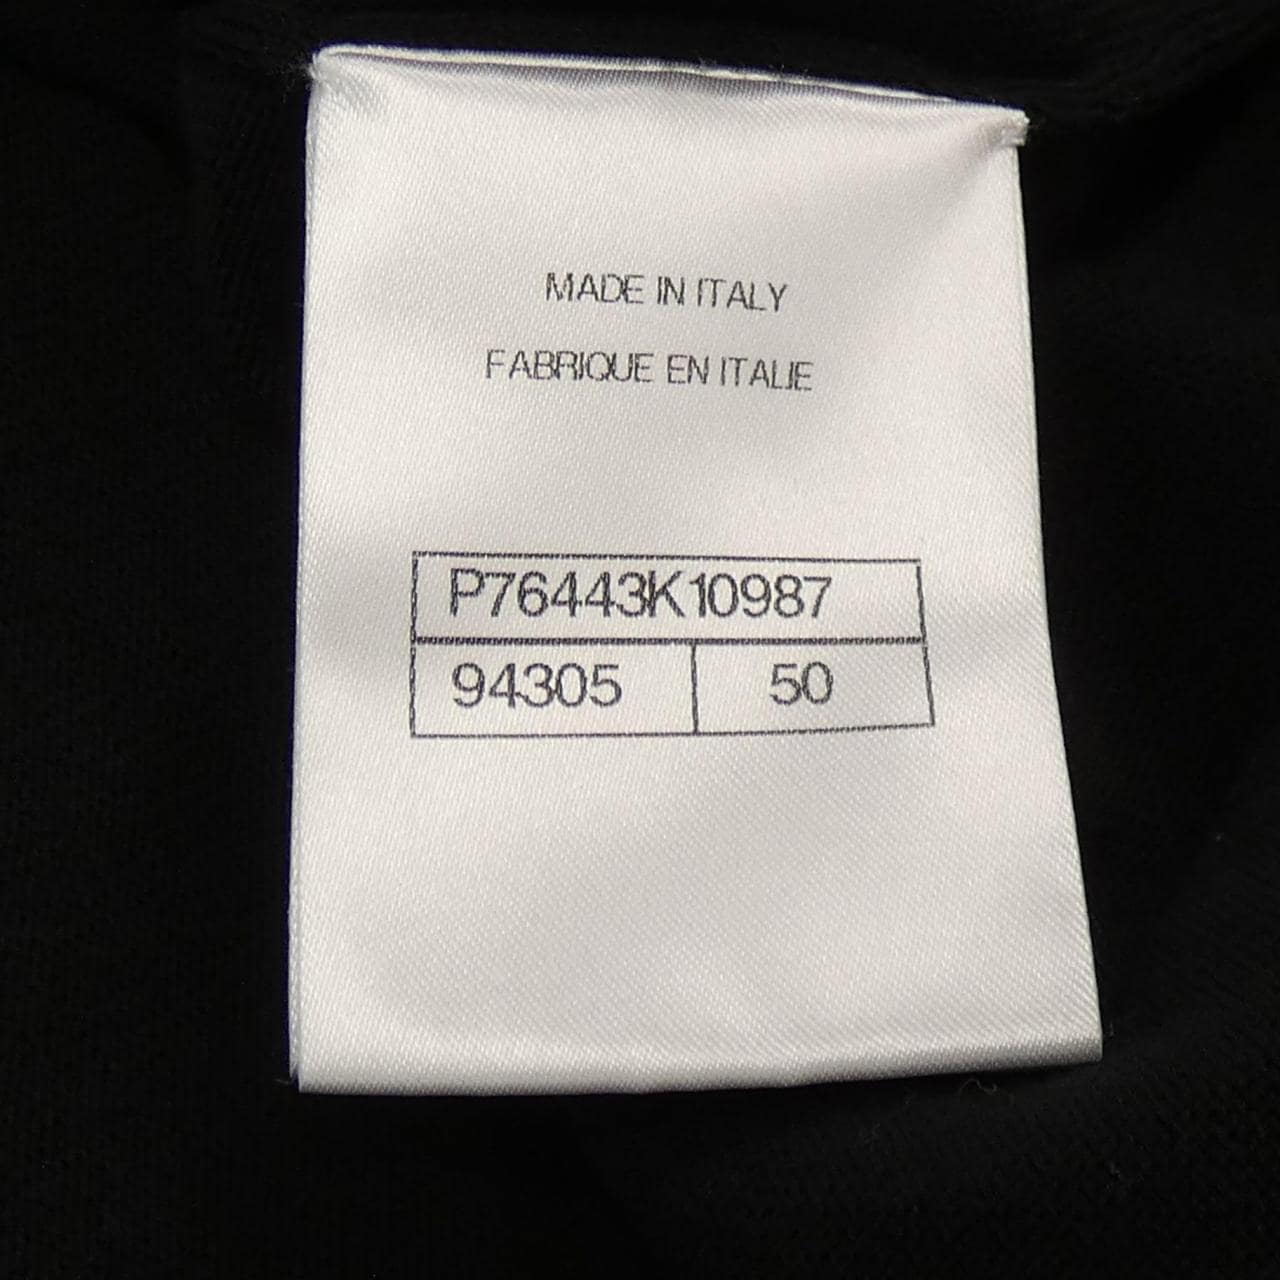 MADE IN ITALY
FABRIQUE EN ITALIE
P76443K10987
94305 50